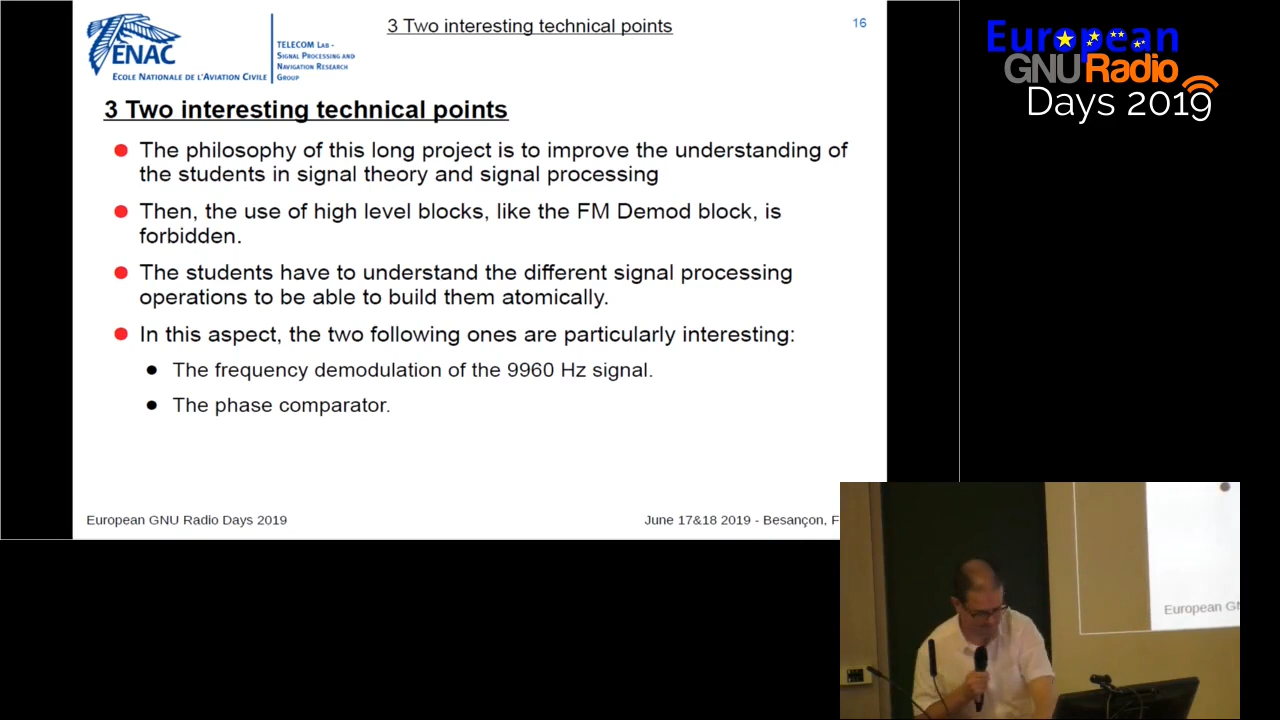 3 Two interesting technical points
16
ENAC
ECOLE NATIONALE DE L'AVIATION CIVILE
TELECOM LAB -
SIGNAL PROCESSING AND
NAVIGATION RESEARCH
GROUP
European
GNURadio
Days 2019
3 Two interesting technical points
The philosophy of this long project is to improve the understanding of
the students in signal theory and signal processing
Then, the use of high level blocks, like the FM Demod block, is
forbidden.
The students have to understand the different signal processing
operations to be able to build them atomically.
In this aspect, the two following ones are particularly interesting:
The frequency demodulation of the 9960 Hz signal.
The phase comparator.
European GNU Radio Days 2019
June 17&18 2019 - Besançon, F
European GN